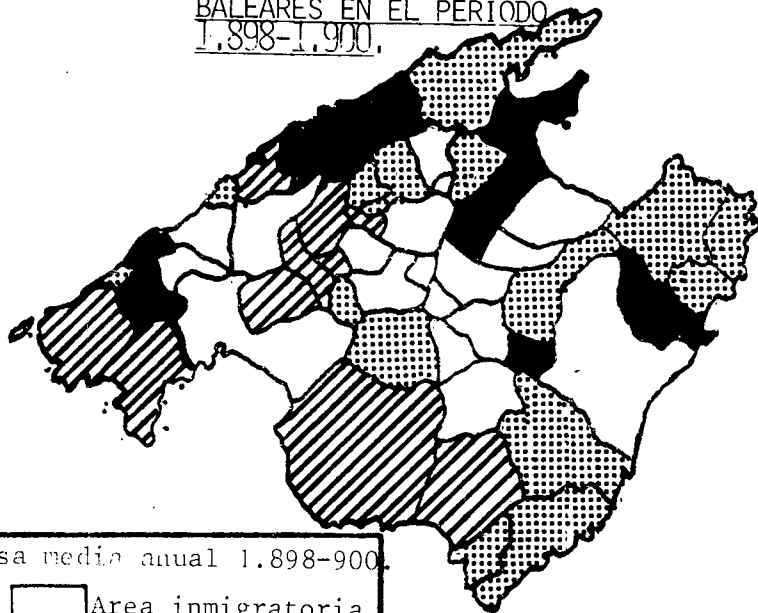 BALEARES EN EL PERIODO
1.898-1.900.
sa media anual 1.898-900.
Area inmigratoria